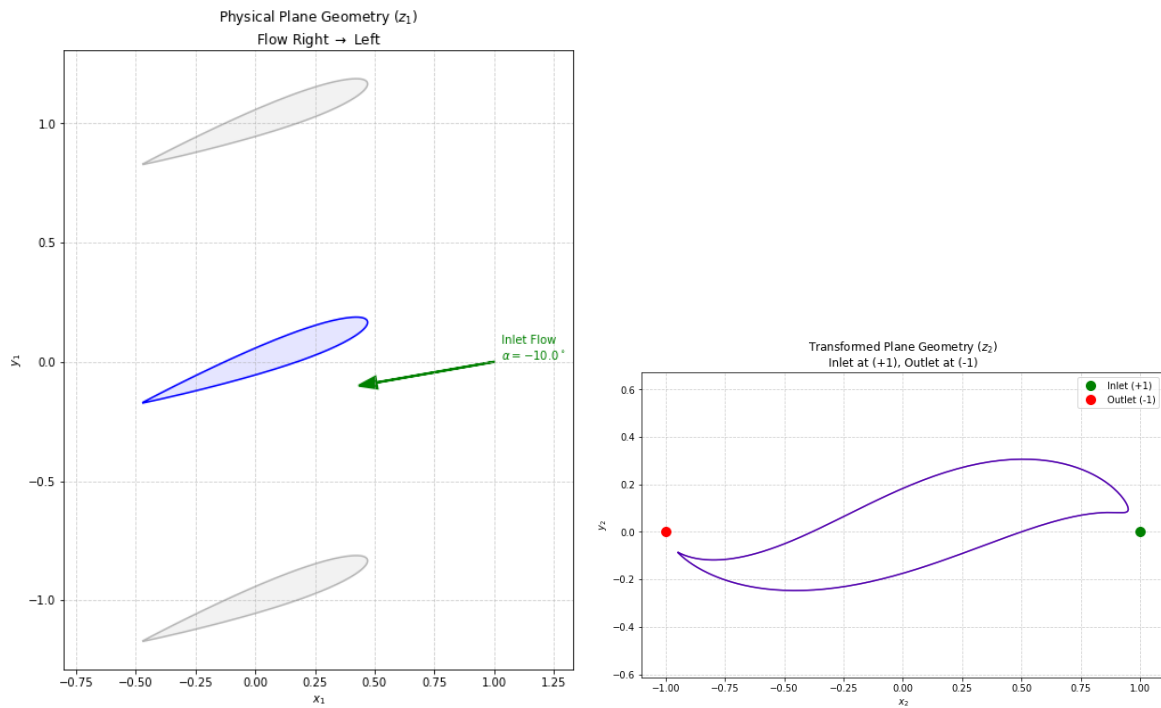 Physical Plane Geometry (z₁)
Flow Right → Left
1.0
0.5
0.0
−0.5
−1.0
y₁
Inlet Flow
α = −10.0°
−0.75
−0.50
−0.25
0.00
0.25
0.50
0.75
1.00
1.25
x₁
Transformed Plane Geometry (z₂)
Inlet at (+1), Outlet at (-1)
Inlet (+1)
Outlet (-1)
0.6
0.4
0.2
0.0
−0.2
−0.4
−0.6
y₂
−1.00
−0.75
−0.50
−0.25
0.00
0.25
0.50
0.75
1.00
x₂